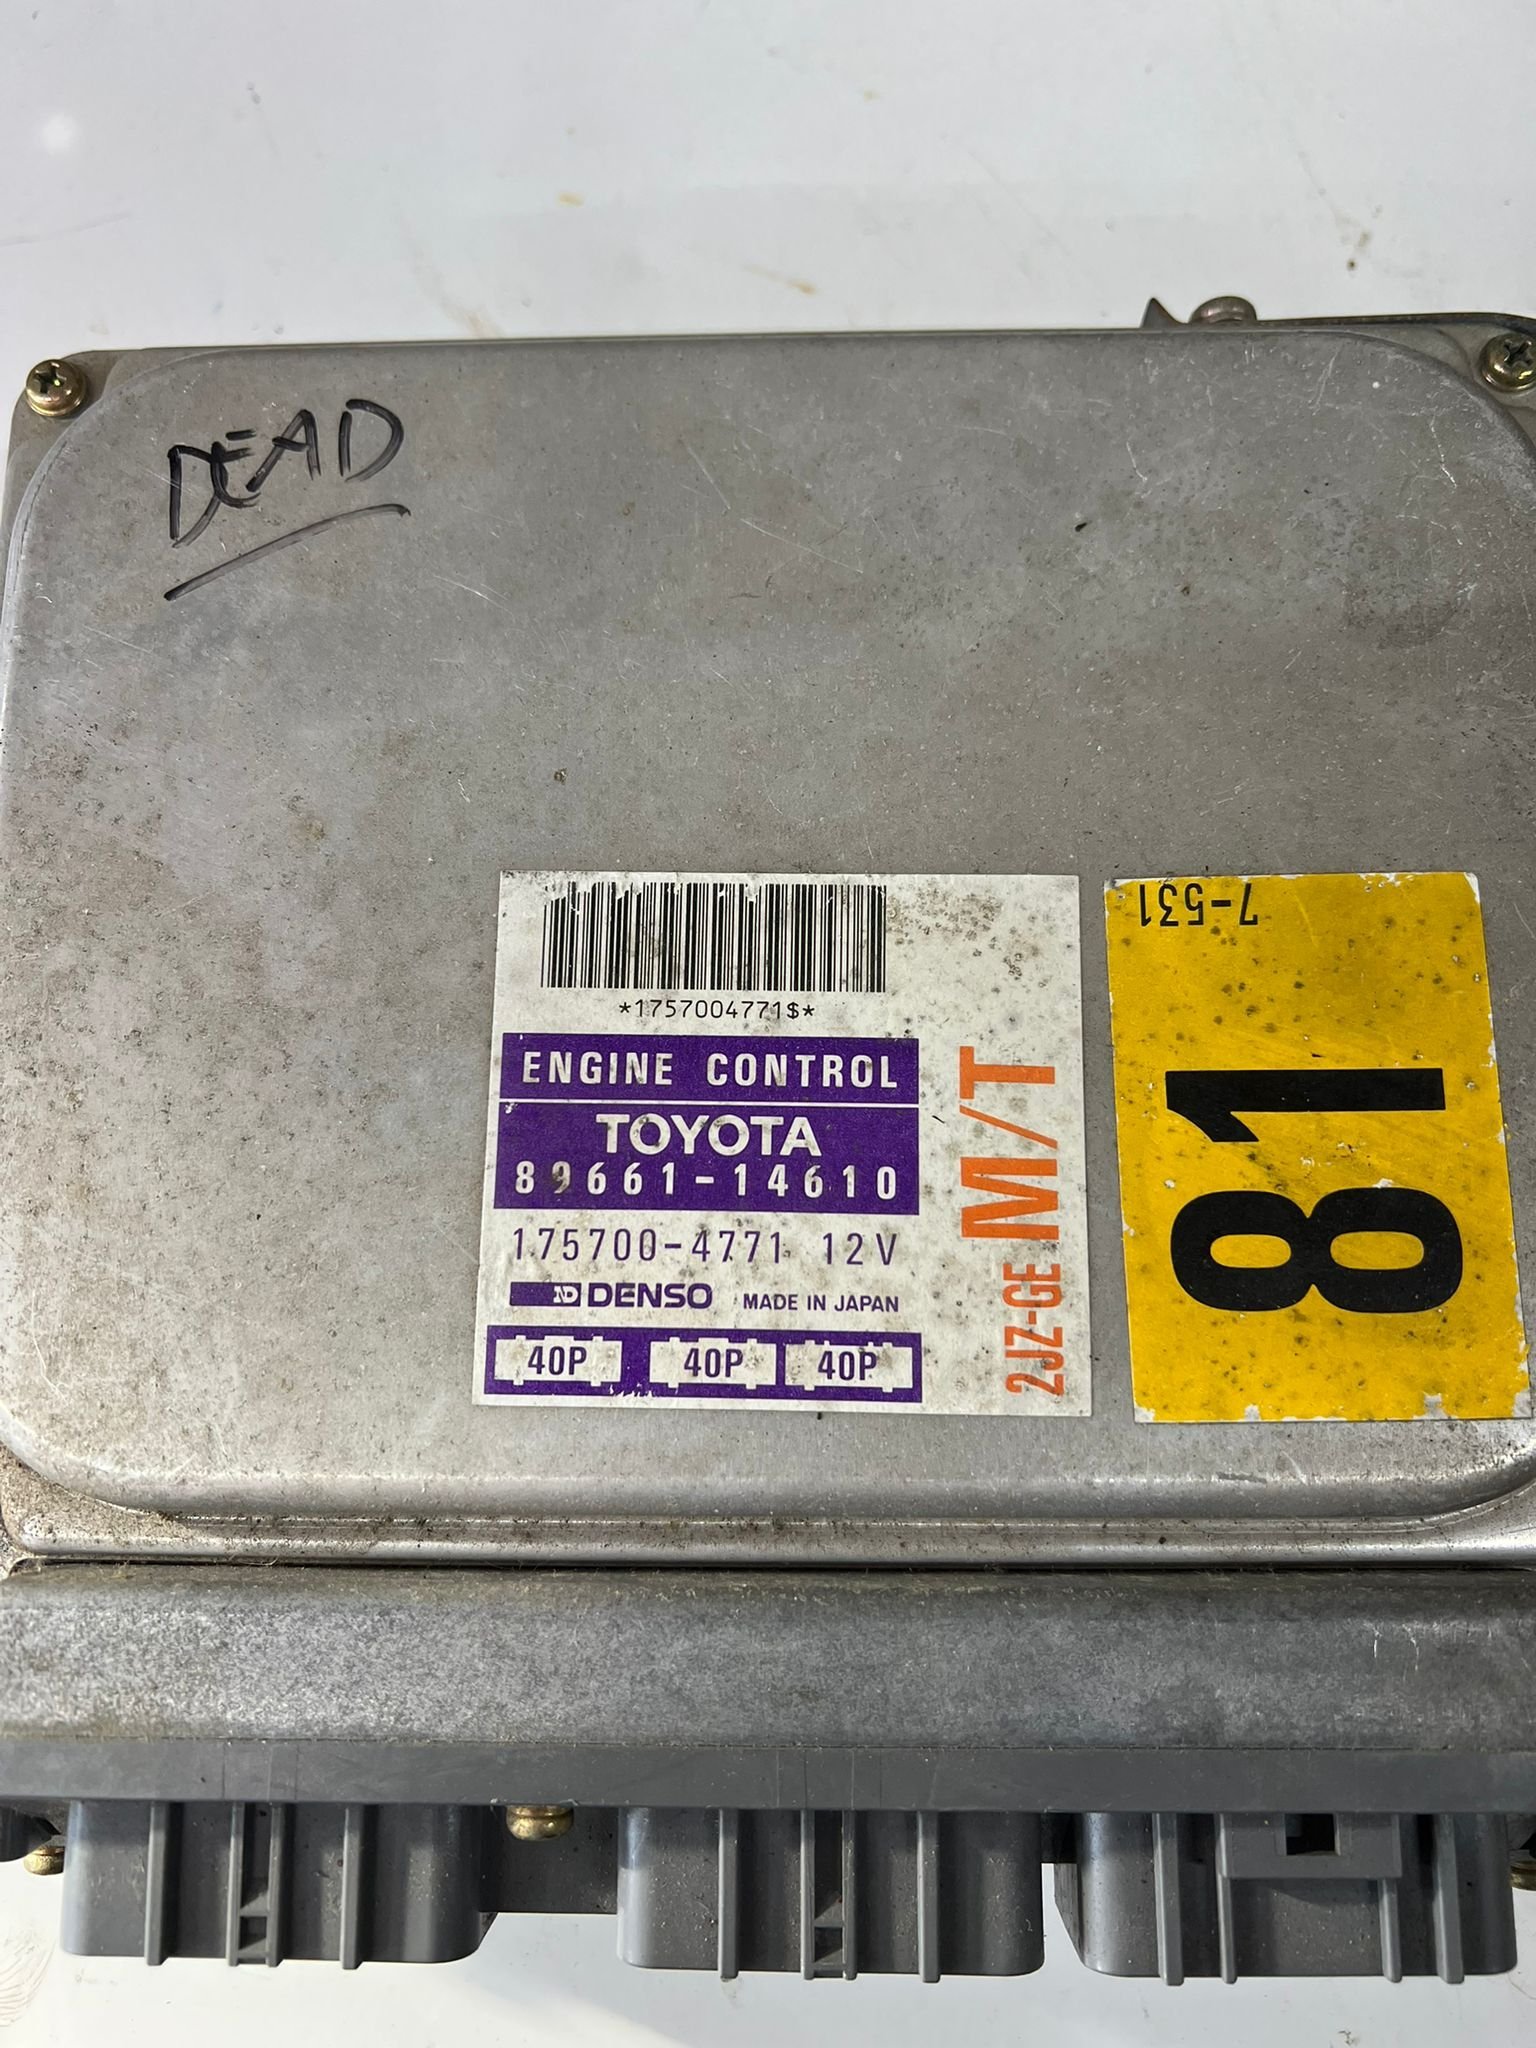 DEAD
*1757004771$*
ENGINE CONTROL
TOYOTA
89661-14610
175700-4771 12V
ND DENSO MADE IN JAPAN
40P 40P 40P
2JZ-GE M/T
7-531
81